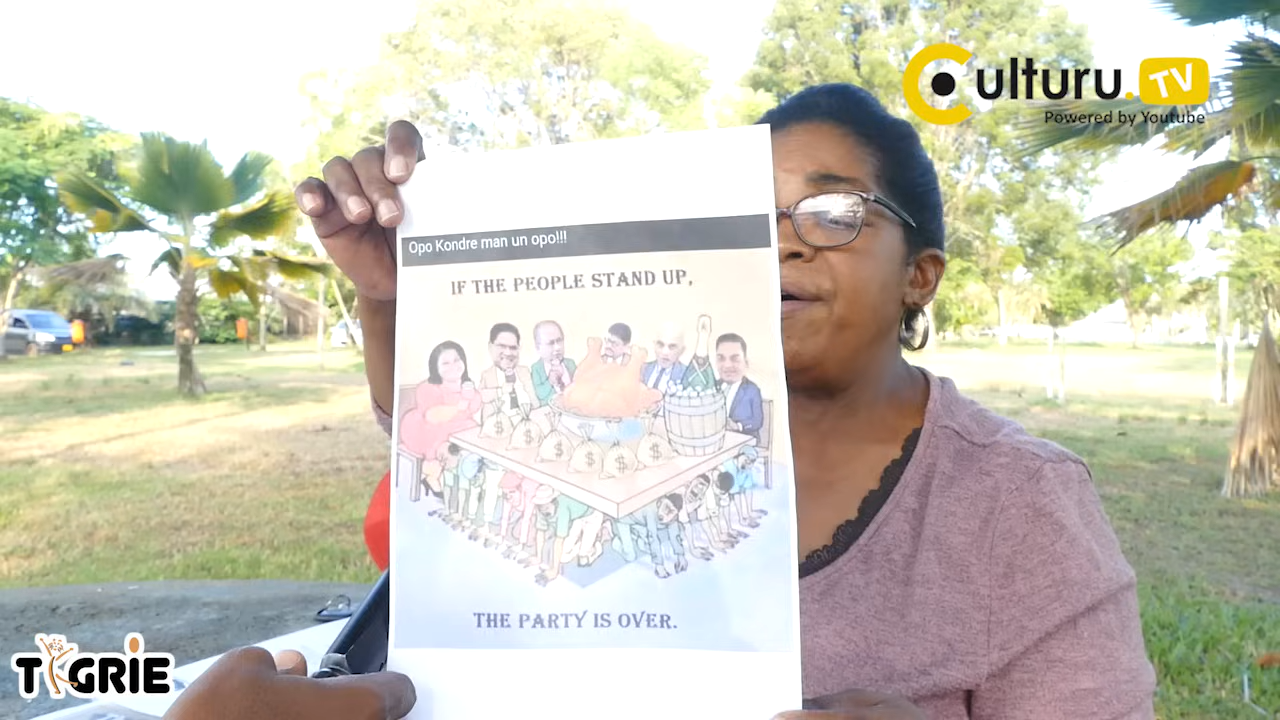 Culturu.TV
Powered by Youtube
Opo Kondre man un opo!!!
IF THE PEOPLE STAND UP,
$ $ $ $ $ $
THE PARTY IS OVER.
TIGRIE